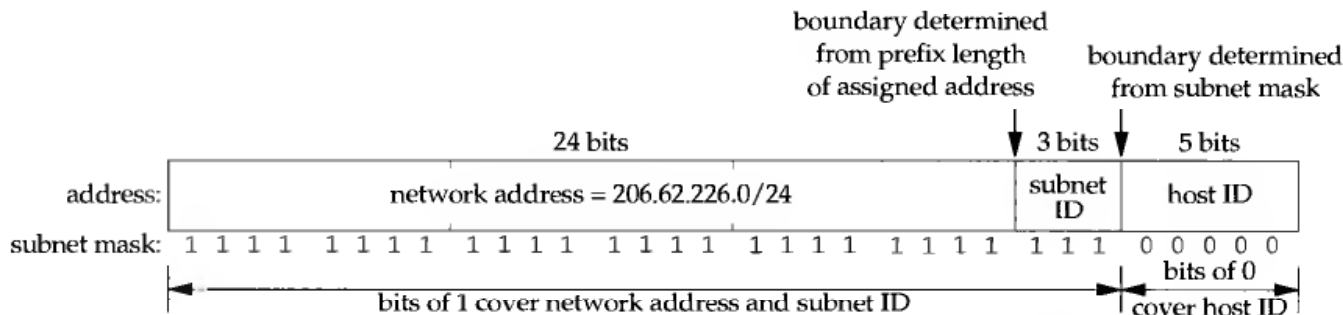 boundary determined
from prefix length
of assigned address
boundary determined
from subnet mask
24 bits
3 bits
5 bits
address:
network address = 206.62.226.0/24
subnet
ID
host ID
subnet mask: 1 1 1 1 1 1 1 1 1 1 1 1 1 1 1 1 1 1 1 1 1 1 1 1 1 1 1 0 0 0 0 0
bits of 1 cover network address and subnet ID
bits of 0
cover host ID